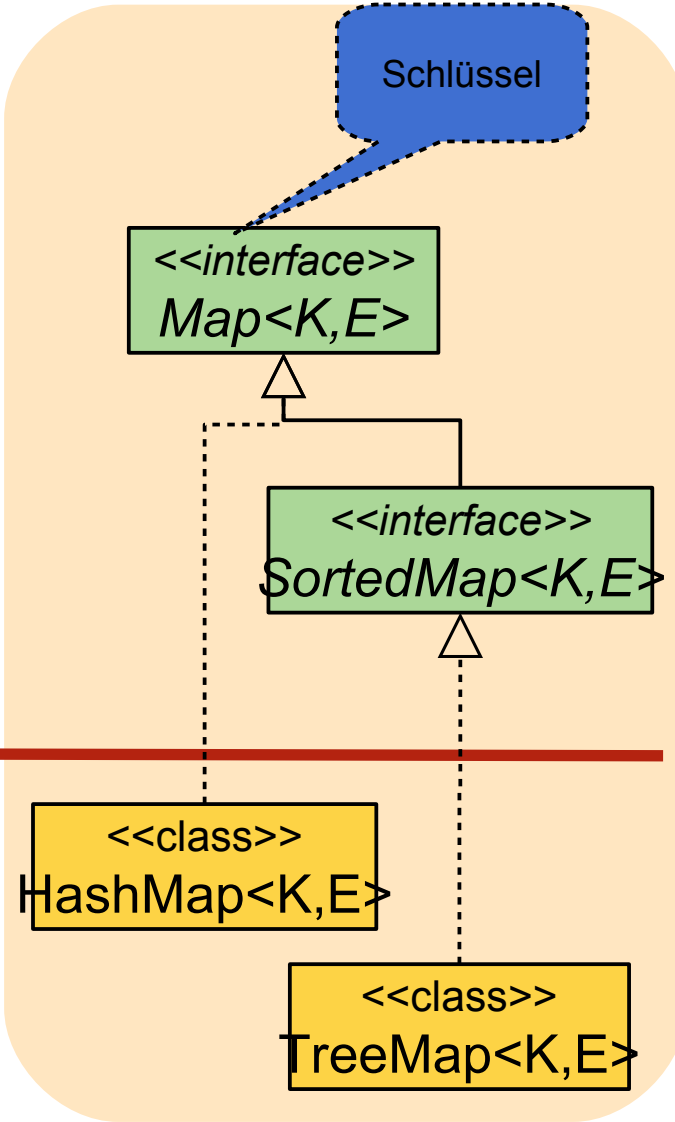 Schlüssel
<<interface>>
Map<K,E>
<<interface>>
SortedMap<K,E>
<<class>>
HashMap<K,E>
<<class>>
TreeMap<K,E>